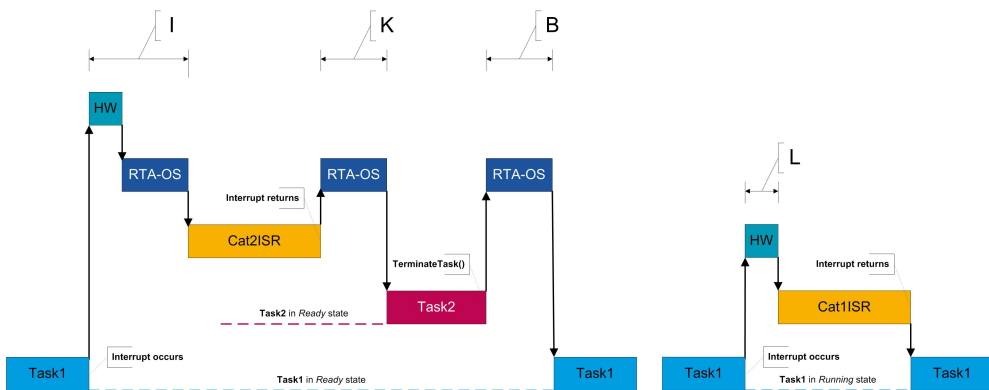 I
K
B
L
HW
RTA-OS
RTA-OS
RTA-OS
Interrupt returns
Cat2ISR
HW
TerminateTask()
Interrupt returns
Task2
Cat1ISR
Task2 in Ready state
Task1
Interrupt occurs
Task1 in Ready state
Task1
Task1
Interrupt occurs
Task1 in Running state
Task1